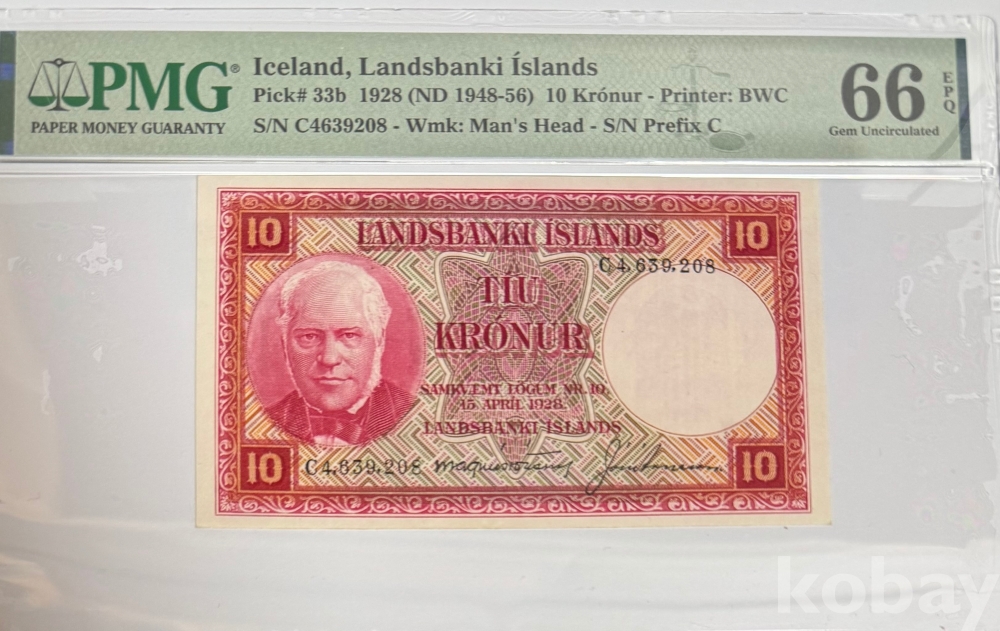 PMG®
PAPER MONEY GUARANTY
Iceland, Landsbanki Íslands
Pick# 33b 1928 (ND 1948-56) 10 Krónur - Printer: BWC
S/N C4639208 - Wmk: Man's Head - S/N Prefix C
66 EPQ
Gem Uncirculated
10 LANDSBANKI ÍSLANDS 10
C4,639,208
TÍU
KRÓNUR
SAMKVÆMT LÖGUM NR. 10,
15. APRÍL 1928.
LANDSBANKI ÍSLANDS
10 C4,639,208 10
kobay